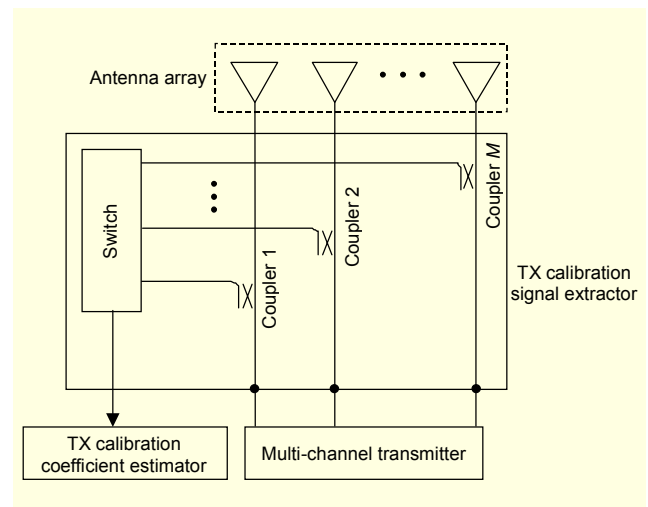 Antenna array
Switch
Coupler 1
Coupler 2
Coupler M
TX calibration
signal extractor
TX calibration
coefficient estimator
Multi-channel transmitter